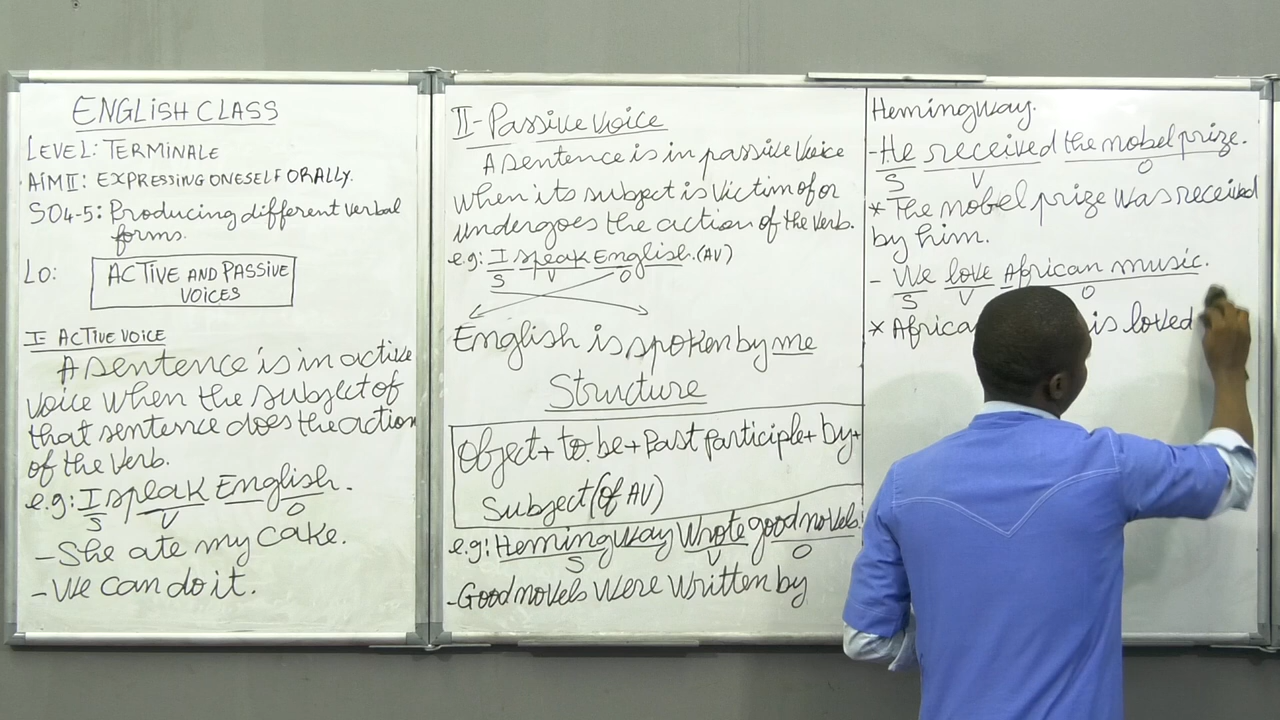 ENGLISH CLASS
LEVEL: TERMINALE
AIM II: EXPRESSING ONESELF ORALLY.
SO4-5: Producing different verbal
forms.
LO: ACTIVE AND PASSIVE
VOICES
I- ACTIVE VOICE
A sentence is in active
voice when the subject of
that sentence does the action
of the verb.
e.g: I speak English.
S V O
- She ate my cake.
- We can do it.
II- Passive voice
A sentence is in passive voice
when its subject is victim of or
undergoes the action of the verb.
e.g: I speak English. (AV)
S V O
English is spoken by me
Structure
Object + to be + Past participle + by +
Subject (of AV)
e.g: Hemingway wrote good novels.
S V O
- Good novels were written by
Hemingway.
- He received the nobel prize.
S V O
* The nobel prize was received
by him.
- We love African music.
S V O
* Africa is loved